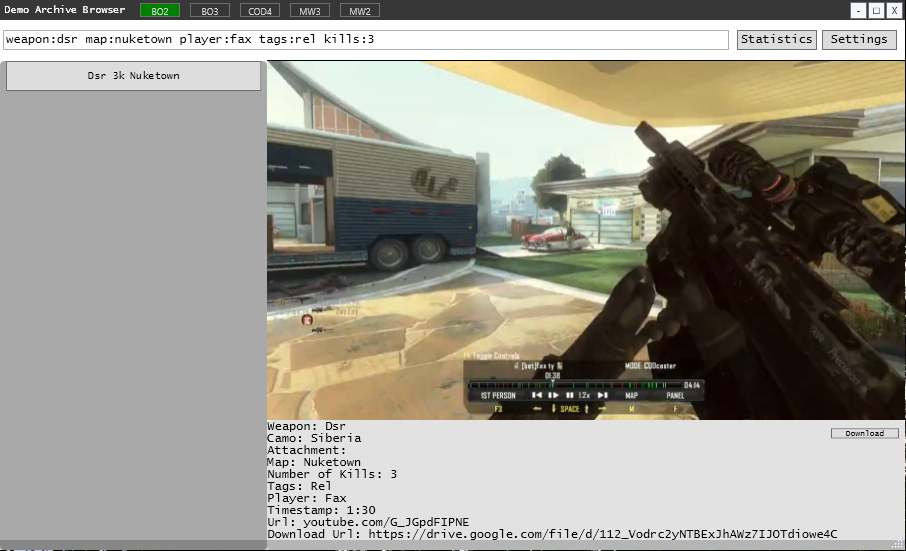 Demo Archive Browser BO2 BO3 COD4 MW3 MW2 - □ X
weapon:dsr map:nuketown player:fax tags:rel kills:3 Statistics Settings
Dsr 3k Nuketown
Toggle Controls
[bet]fax ty MODE: CODcaster
01:38
04:14
1ST PERSON 1.2x MAP PANEL
F3 SPACE M F
Weapon: Dsr
Download
Camo: Siberia
Attachment:
Map: Nuketown
Number of Kills: 3
Tags: Rel
Player: Fax
Timestamp: 1:30
Url: youtube.com/G_JGpdFIPNE
Download Url: https://drive.google.com/file/d/112_Vodrc2yNTBExJhAWz7IJOTdiowe4C